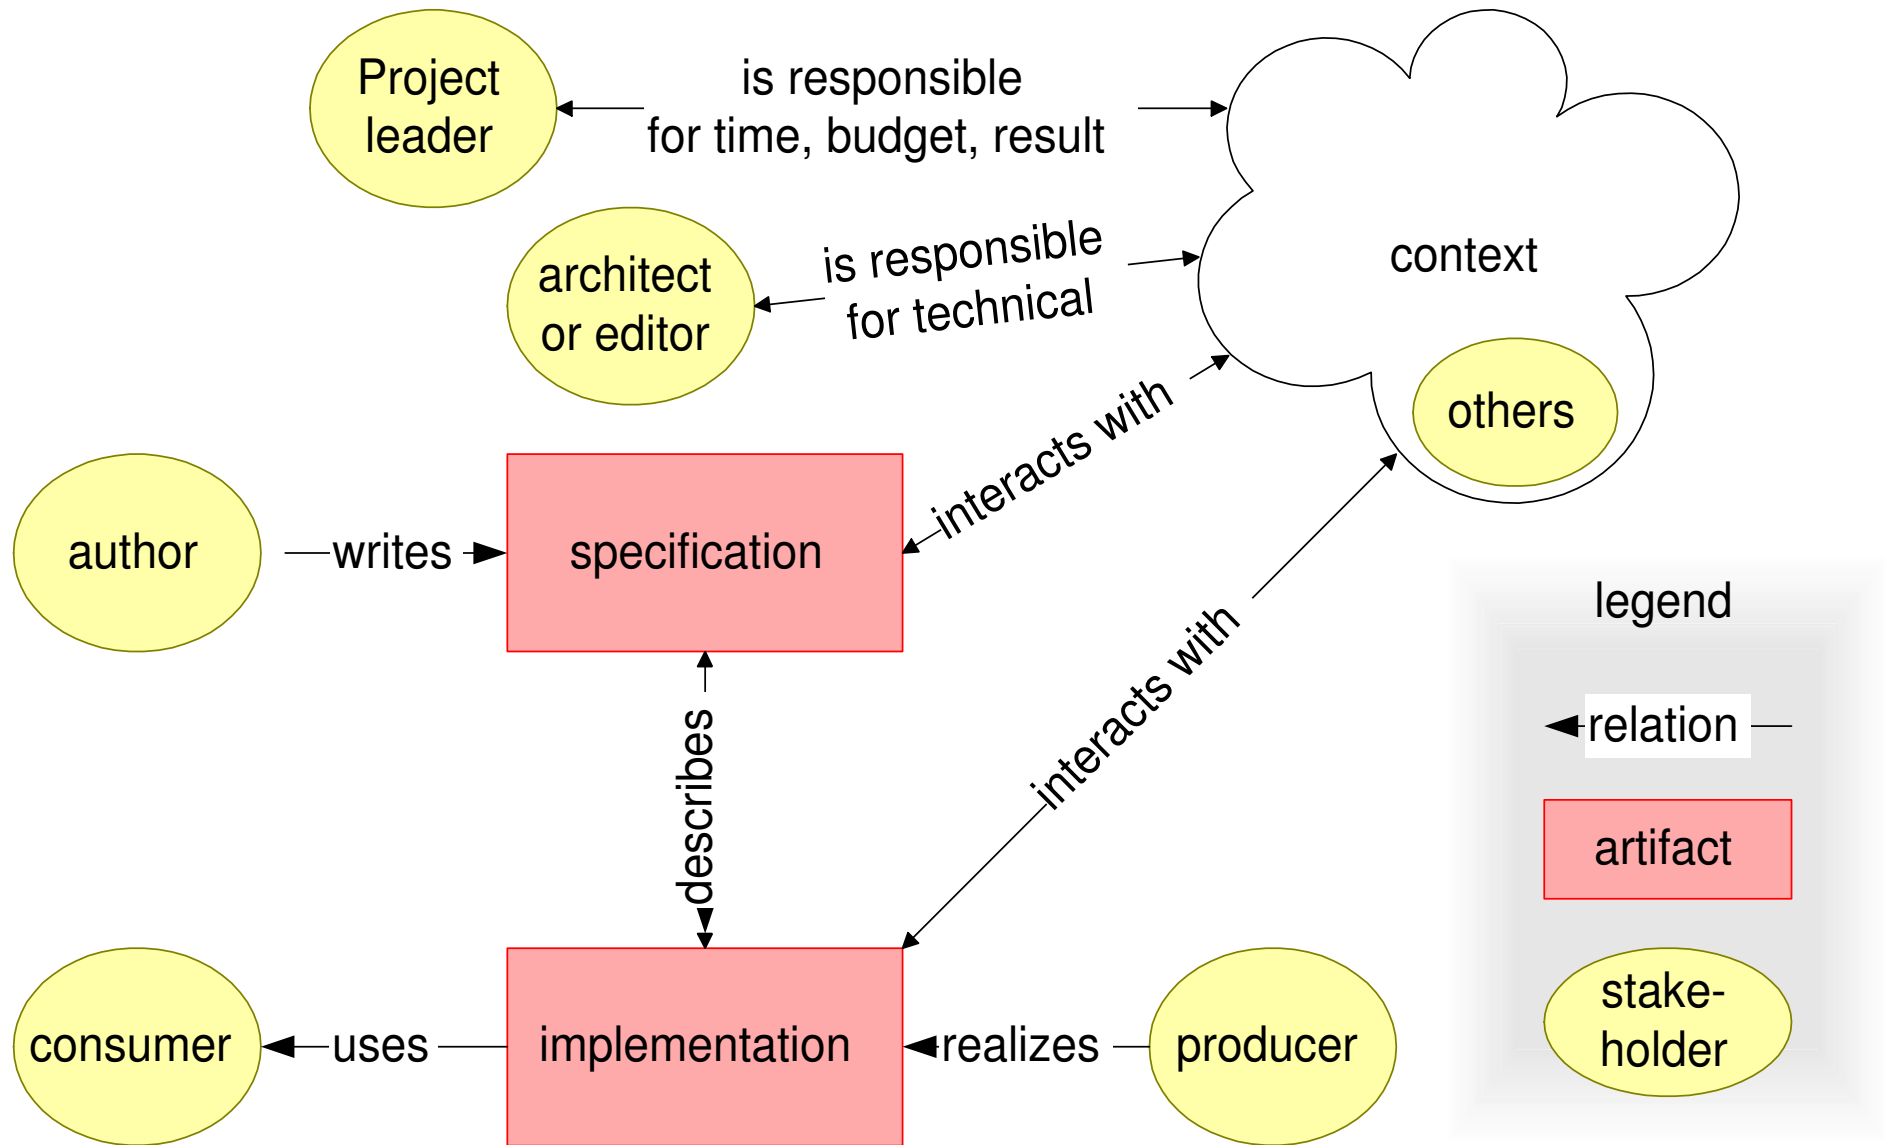 Project
leader
is responsible
for time, budget, result
architect
or editor
is responsible
for technical
context
others
interacts with
author
writes
specification
interacts with
describes
consumer
uses
implementation
realizes
producer
legend
relation
artifact
stake-
holder